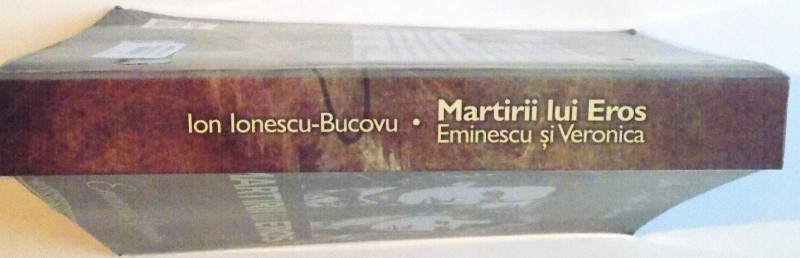 Ion Ionescu-Bucovu • Martirii lui Eros
Eminescu și Veronica